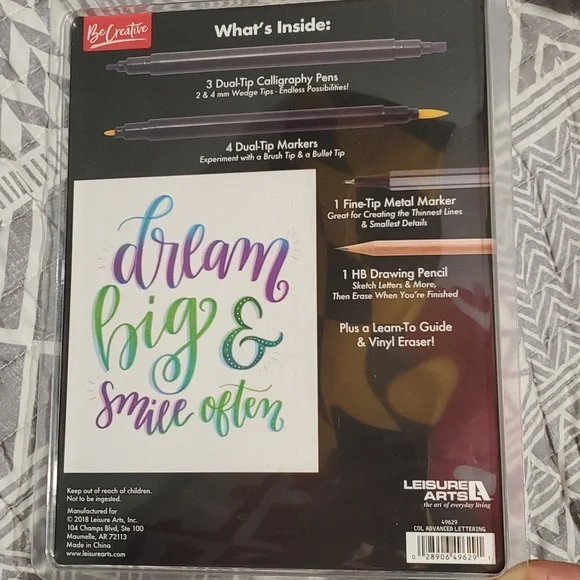 Be Creative
What's Inside:
3 Dual-Tip Calligraphy Pens
2 & 4 mm Wedge Tips - Endless Possibilities!
4 Dual-Tip Markers
Experiment with a Brush Tip & a Bullet Tip
1 Fine-Tip Metal Marker
Great for Creating the Thinnest Lines
& Smallest Details
1 HB Drawing Pencil
Sketch Letters & More,
Then Erase When You're Finished
Plus a Learn-To Guide
& Vinyl Eraser!
dream
big &
smile often
Keep out of reach of children.
Not to be ingested.
Manufactured for
© 2018 Leisure Arts, Inc.
104 Champs Blvd, Ste 100
Maumelle, AR 72113
Made in China
www.leisurearts.com
LEISURE
ARTS
the art of everyday living
49629
COL ADVANCED LETTERING
0 28906 49629 1